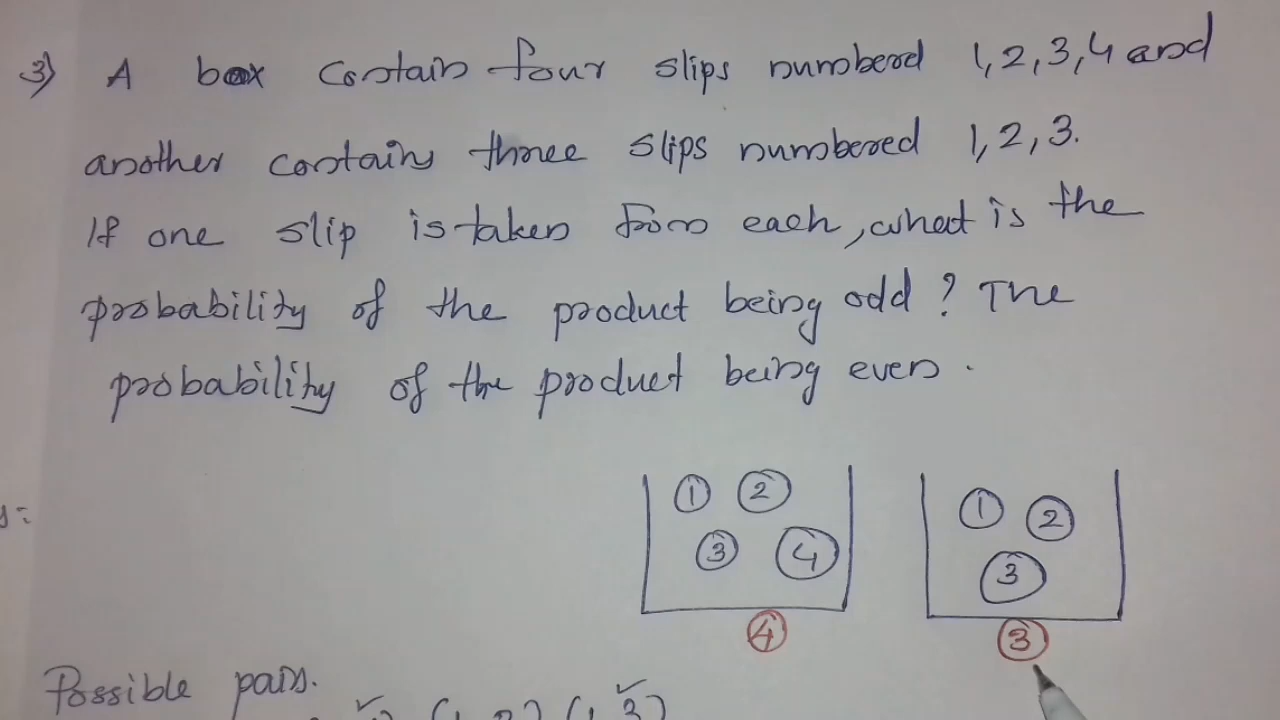 3) A box contain four slips numbered 1,2,3,4 and
another contains three slips numbered 1,2,3.
If one slip is taken from each, what is the
probability of the product being odd ? The
probability of the product being even .
1 2
3 4
4
1 2
3
3
Possible pairs.